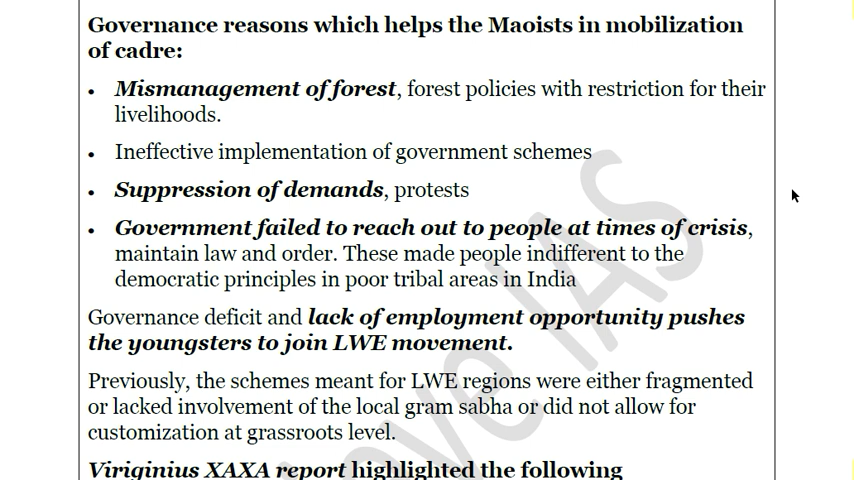 Governance reasons which helps the Maoists in mobilization
of cadre:
• Mismanagement of forest, forest policies with restriction for their
livelihoods.
• Ineffective implementation of government schemes
• Suppression of demands, protests
• Government failed to reach out to people at times of crisis,
maintain law and order. These made people indifferent to the
democratic principles in poor tribal areas in India
Governance deficit and lack of employment opportunity pushes
the youngsters to join LWE movement.
Previously, the schemes meant for LWE regions were either fragmented
or lacked involvement of the local gram sabha or did not allow for
customization at grassroots level.
Viriginius XAXA report highlighted the following
IAS